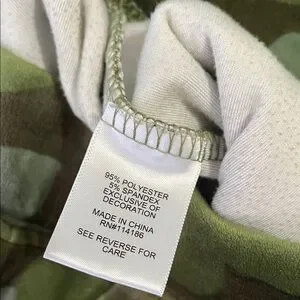 95% POLYESTER
5% SPANDEX
EXCLUSIVE OF
DECORATION
MADE IN CHINA
RN#114186
SEE REVERSE FOR
CARE